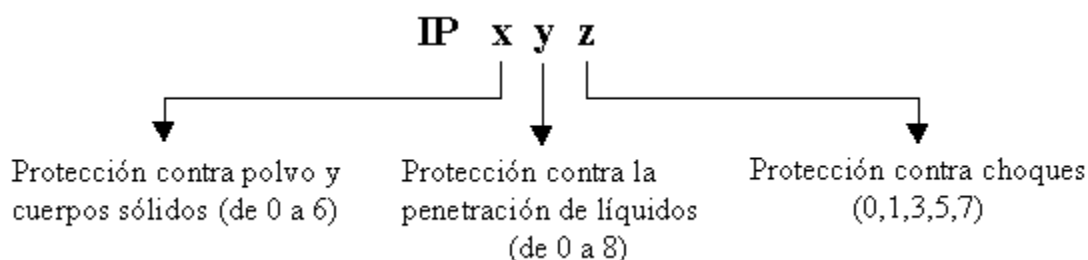 IP x y z
Protección contra polvo y
cuerpos sólidos (de 0 a 6)
Protección contra la
penetración de líquidos
(de 0 a 8)
Protección contra choques
(0,1,3,5,7)